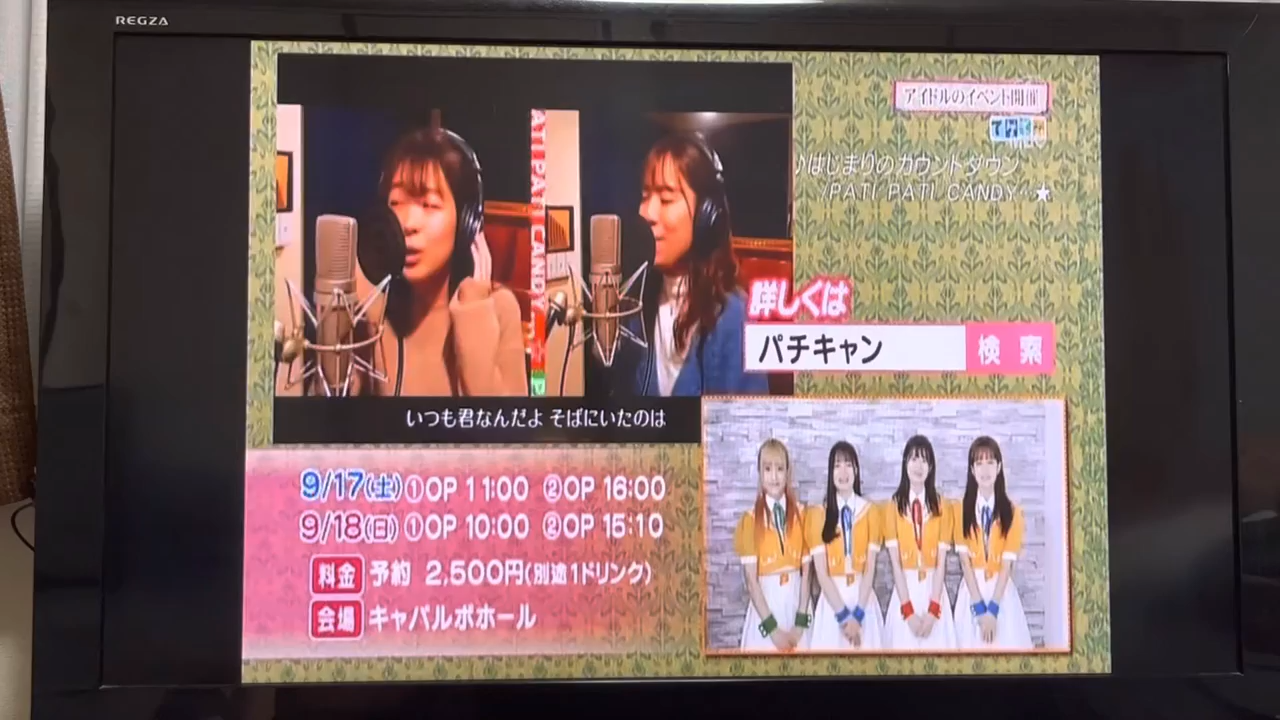 REGZA
アイドルのイベント開催
♪はじまりのカウントダウン
/PATI PATI CANDY…★
ATI PATI CANDY
詳しくは
パチキャン 検索
いつも君なんだよ そばにいたのは
9/17(土) ①OP 11:00 ②OP 16:00
9/18(日) ①OP 10:00 ②OP 15:10
料金 予約 2,500円(別途1ドリンク)
会場 キャパルボホール